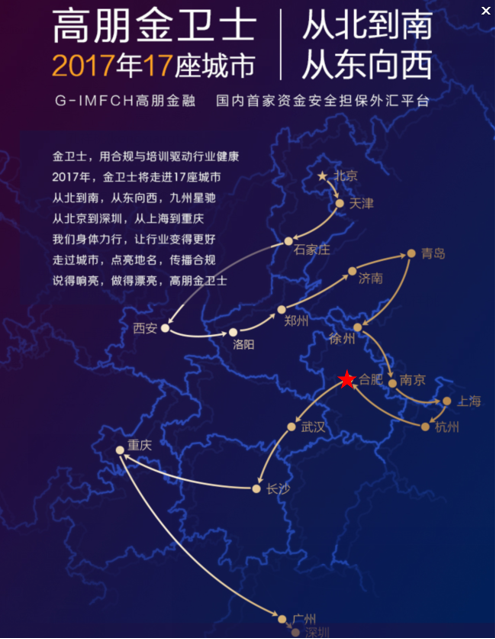 高朋金卫士
2017年17座城市
从北到南
从东向西
G-IMFCH高朋金融 国内首家资金安全担保外汇平台
金卫士，用合规与培训驱动行业健康
2017年，金卫士将走进17座城市
从北到南，从东向西，九州星驰
从北京到深圳，从上海到重庆
我们身体力行，让行业变得更好
走过城市，点亮地名，传播合规
说得响亮，做得漂亮，高朋金卫士
北京
天津
石家庄
青岛
济南
郑州
西安
洛阳
徐州
合肥
南京
上海
杭州
武汉
重庆
长沙
广州
深圳